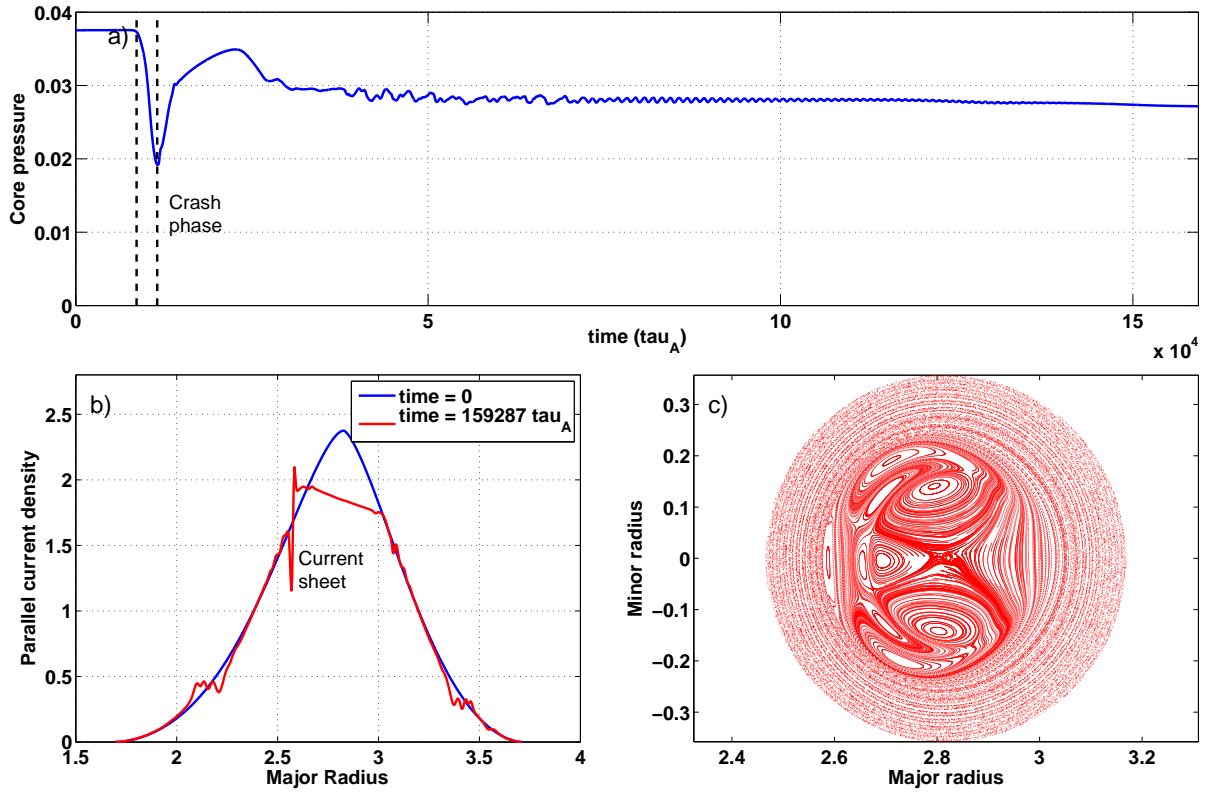 a)
0.04
0.03
0.02
0.01
0
Core pressure
Crash
phase
0 5 10 15
time (tau_A)
x 10^4
b)
time = 0
time = 159287 tau_A
2.5
2
1.5
1
0.5
0
Parallel current density
Current
sheet
1.5 2 2.5 3 3.5 4
Major Radius
c)
0.3
0.2
0.1
0
−0.1
−0.2
−0.3
Minor radius
2.4 2.6 2.8 3 3.2
Major radius